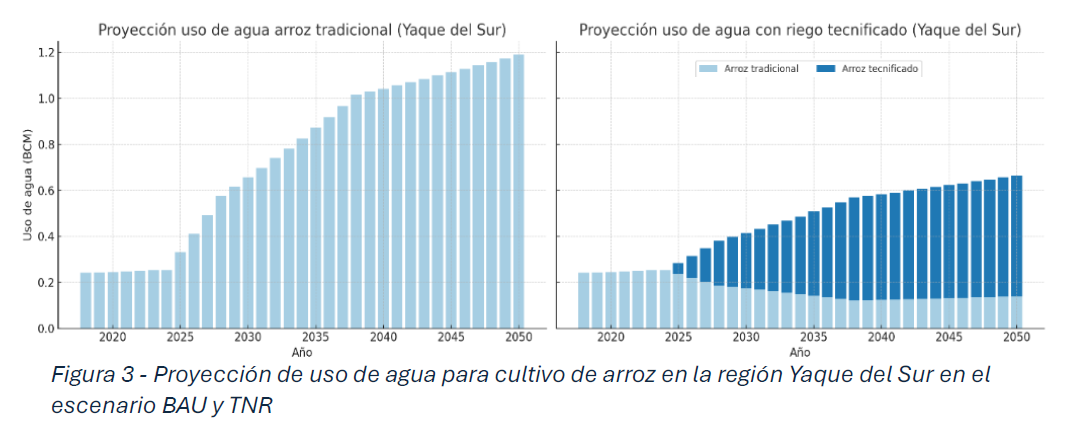 Proyección uso de agua arroz tradicional (Yaque del Sur)
Uso de agua (BCM)
1.2
1.0
0.8
0.6
0.4
0.2
0.0
2020 2025 2030 2035 2040 2045 2050
Año
Proyección uso de agua con riego tecnificado (Yaque del Sur)
Arroz tradicional Arroz tecnificado
2020 2025 2030 2035 2040 2045 2050
Año
Figura 3 - Proyección de uso de agua para cultivo de arroz en la región Yaque del Sur en el
escenario BAU y TNR